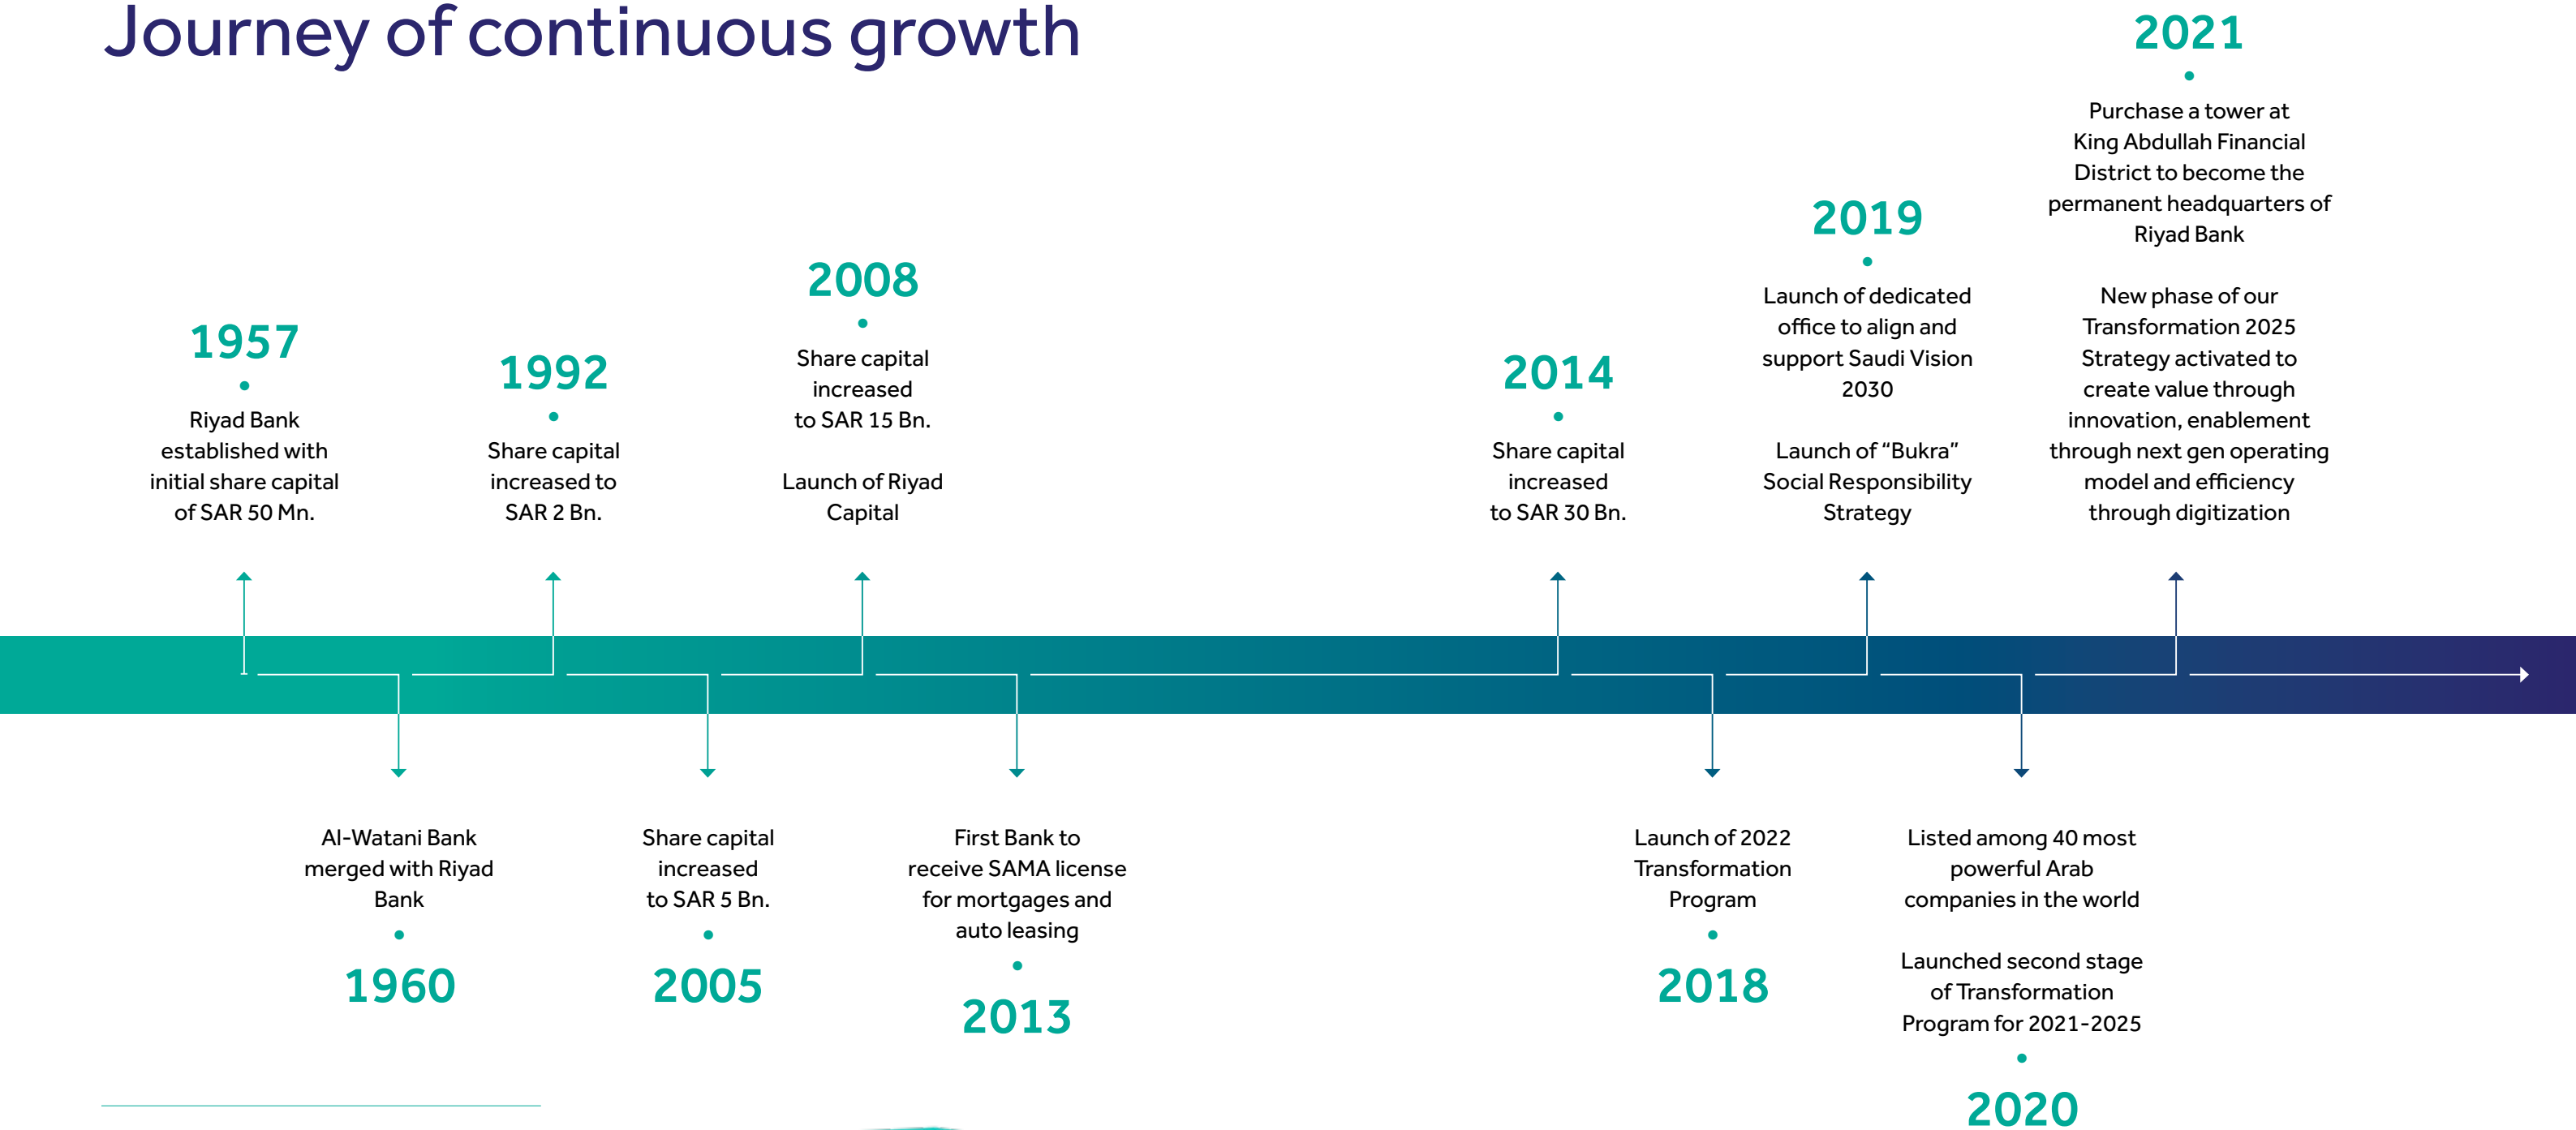 Journey of continuous growth
1957
Riyad Bank
established with
initial share capital
of SAR 50 Mn.
1960
Al-Watani Bank
merged with Riyad
Bank
1992
Share capital
increased to
SAR 2 Bn.
2005
Share capital
increased
to SAR 5 Bn.
2008
Share capital
increased
to SAR 15 Bn.
Launch of Riyad
Capital
2013
First Bank to
receive SAMA license
for mortgages and
auto leasing
2014
Share capital
increased
to SAR 30 Bn.
2018
Launch of 2022
Transformation
Program
2019
Launch of dedicated
office to align and
support Saudi Vision
2030
Launch of “Bukra”
Social Responsibility
Strategy
2020
Listed among 40 most
powerful Arab
companies in the world
Launched second stage
of Transformation
Program for 2021-2025
2021
Purchase a tower at
King Abdullah Financial
District to become the
permanent headquarters of
Riyad Bank
New phase of our
Transformation 2025
Strategy activated to
create value through
innovation, enablement
through next gen operating
model and efficiency
through digitization